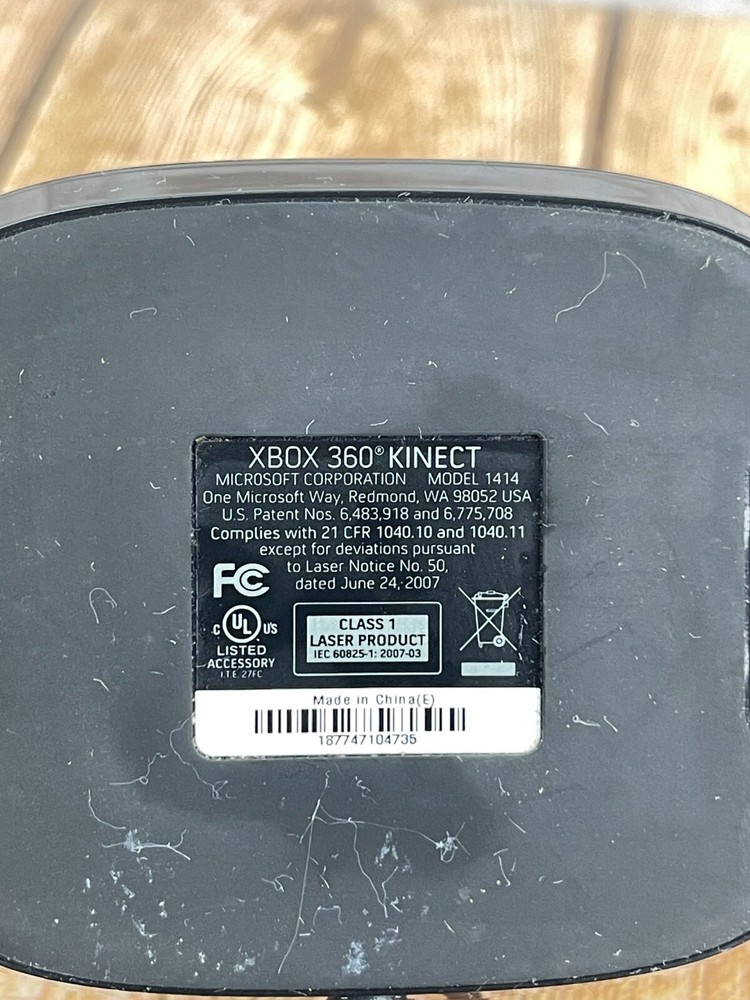 XBOX 360® KINECT
MICROSOFT CORPORATION MODEL 1414
One Microsoft Way, Redmond, WA 98052 USA
U.S. Patent Nos. 6,483,918 and 6,775,708
Complies with 21 CFR 1040.10 and 1040.11
except for deviations pursuant
to Laser Notice No. 50,
dated June 24, 2007
FC
C UL US
LISTED
ACCESSORY
I.T.E. 27FC
CLASS 1
LASER PRODUCT
IEC 60825-1: 2007-03
Made in China(E)
187747104735